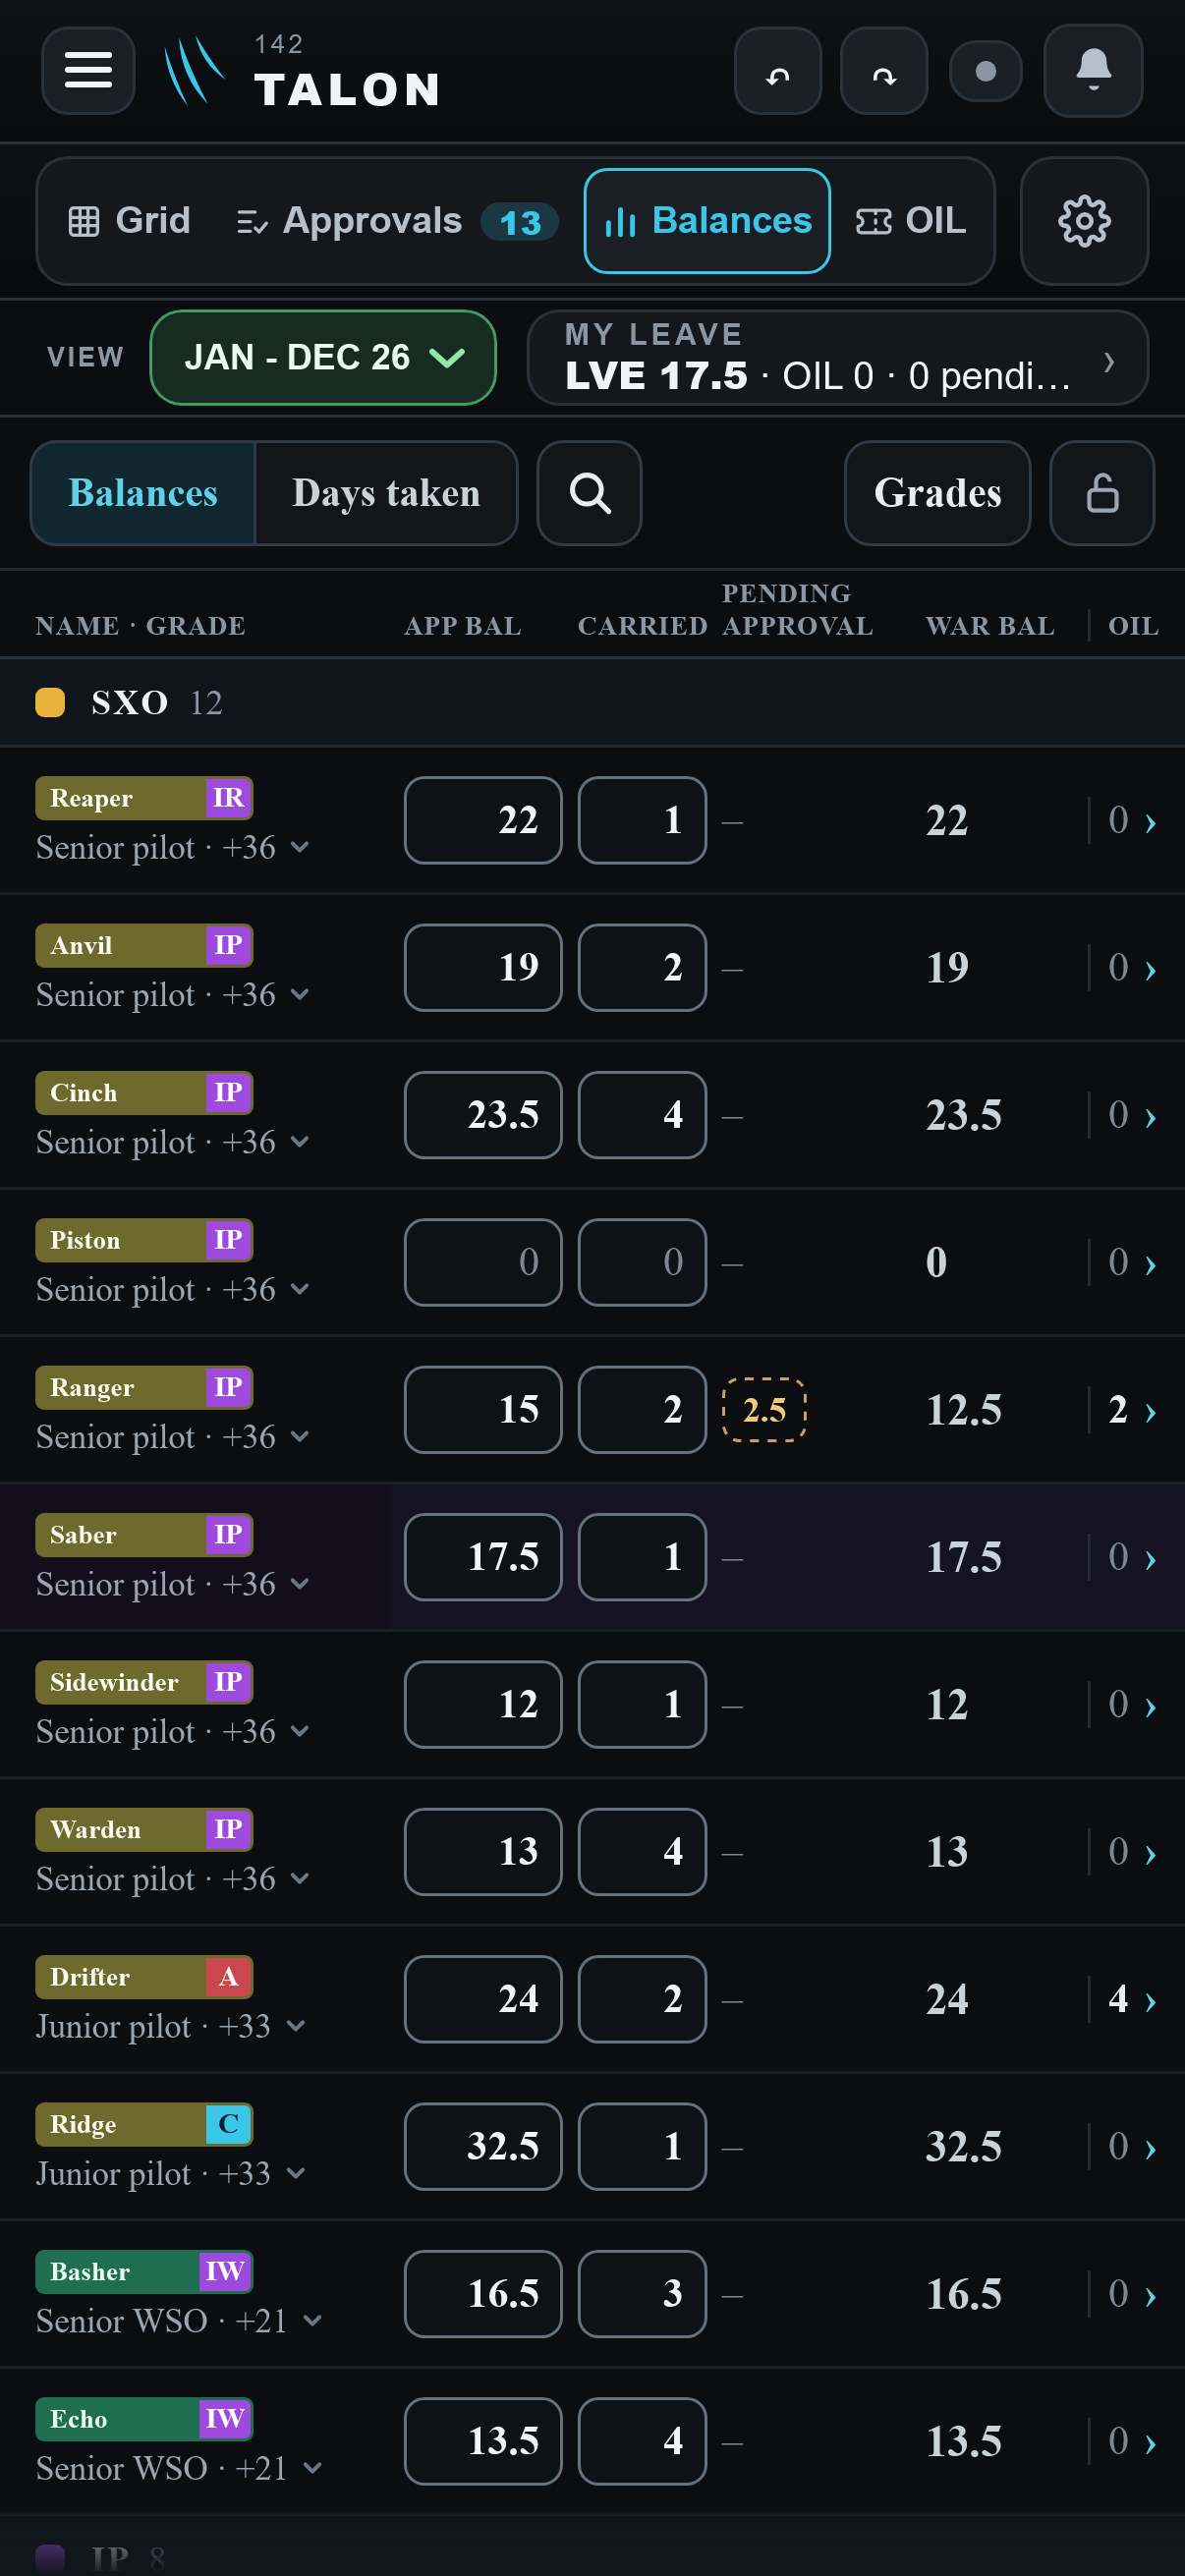 142
TALON
Grid Approvals 13 Balances OIL
VIEW JAN - DEC 26
MY LEAVE
LVE 17.5 · OIL 0 · 0 pendi…
Balances Days taken Grades
NAME · GRADE APP BAL CARRIED PENDING APPROVAL WAR BAL OIL
SXO 12
Reaper IR
Senior pilot · +36 22 1 – 22 0
Anvil IP
Senior pilot · +36 19 2 – 19 0
Cinch IP
Senior pilot · +36 23.5 4 – 23.5 0
Piston IP
Senior pilot · +36 0 0 – 0 0
Ranger IP
Senior pilot · +36 15 2 2.5 12.5 2
Saber IP
Senior pilot · +36 17.5 1 – 17.5 0
Sidewinder IP
Senior pilot · +36 12 1 – 12 0
Warden IP
Senior pilot · +36 13 4 – 13 0
Drifter A
Junior pilot · +33 24 2 – 24 4
Ridge C
Junior pilot · +33 32.5 1 – 32.5 0
Basher IW
Senior WSO · +21 16.5 3 – 16.5 0
Echo IW
Senior WSO · +21 13.5 4 – 13.5 0
IP 8